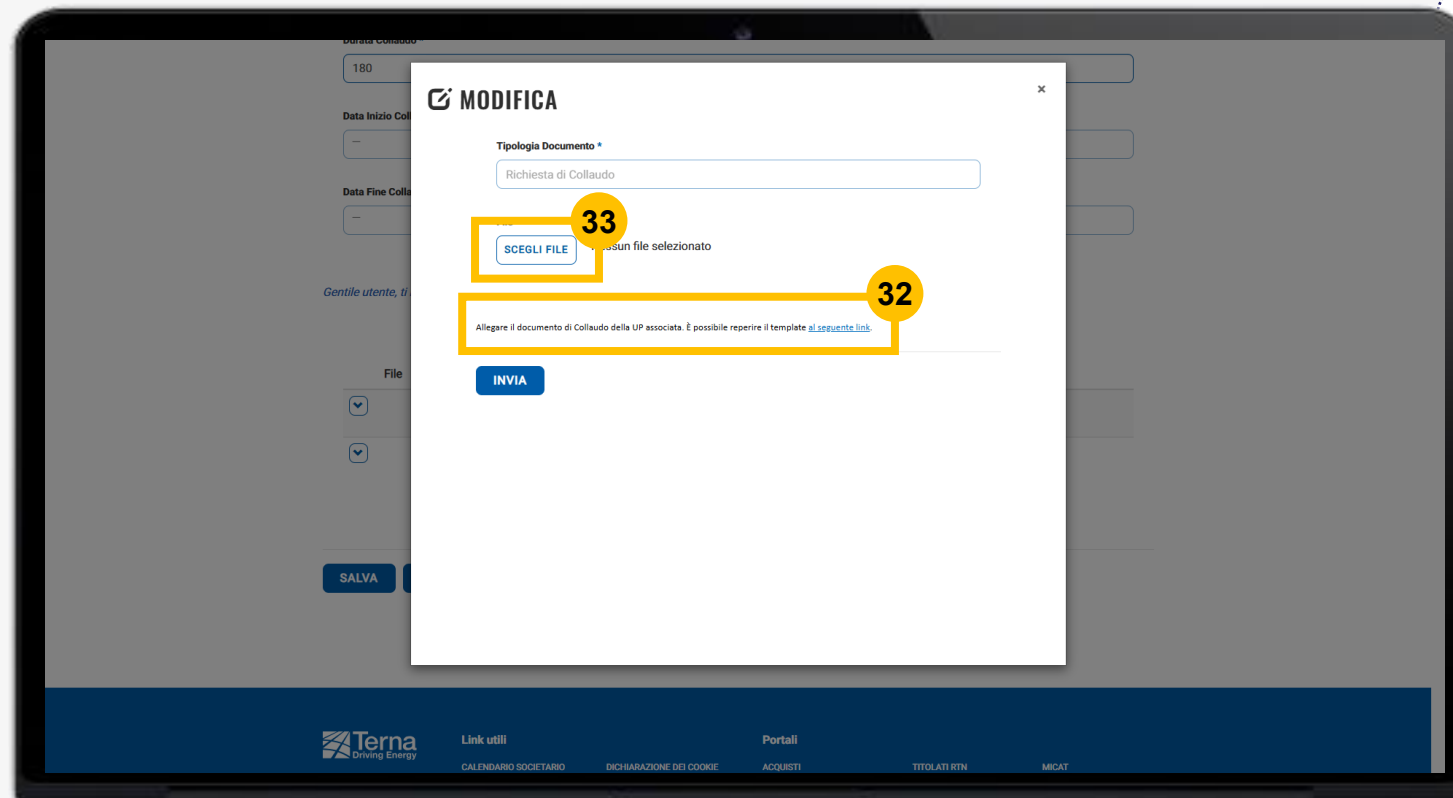 Durata Collaudo *
180
MODIFICA
×
Data Inizio Coll
Tipologia Documento *
Richiesta di Collaudo
Data Fine Colla
33
SCEGLI FILE
ssun file selezionato
Gentile utente, ti
32
Allegare il documento di Collaudo della UP associata. È possibile reperire il template al seguente link.
File
INVIA
SALVA
Terna
Driving Energy
Link utili
Portali
CALENDARIO SOCIETARIO
DICHIARAZIONE DEI COOKIE
ACQUISTI
TITOLATI RTN
MICAT